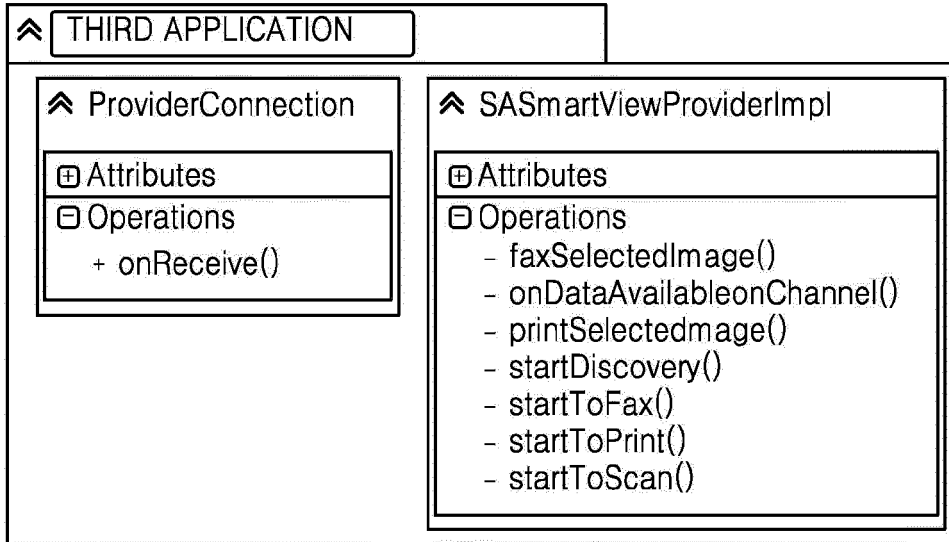 THIRD APPLICATION
ProviderConnection
Attributes
Operations
+ onReceive()
SASmartViewProviderImpl
Attributes
Operations
- faxSelectedImage()
- onDataAvailableonChannel()
- printSelectedmage()
- startDiscovery()
- startToFax()
- startToPrint()
- startToScan()